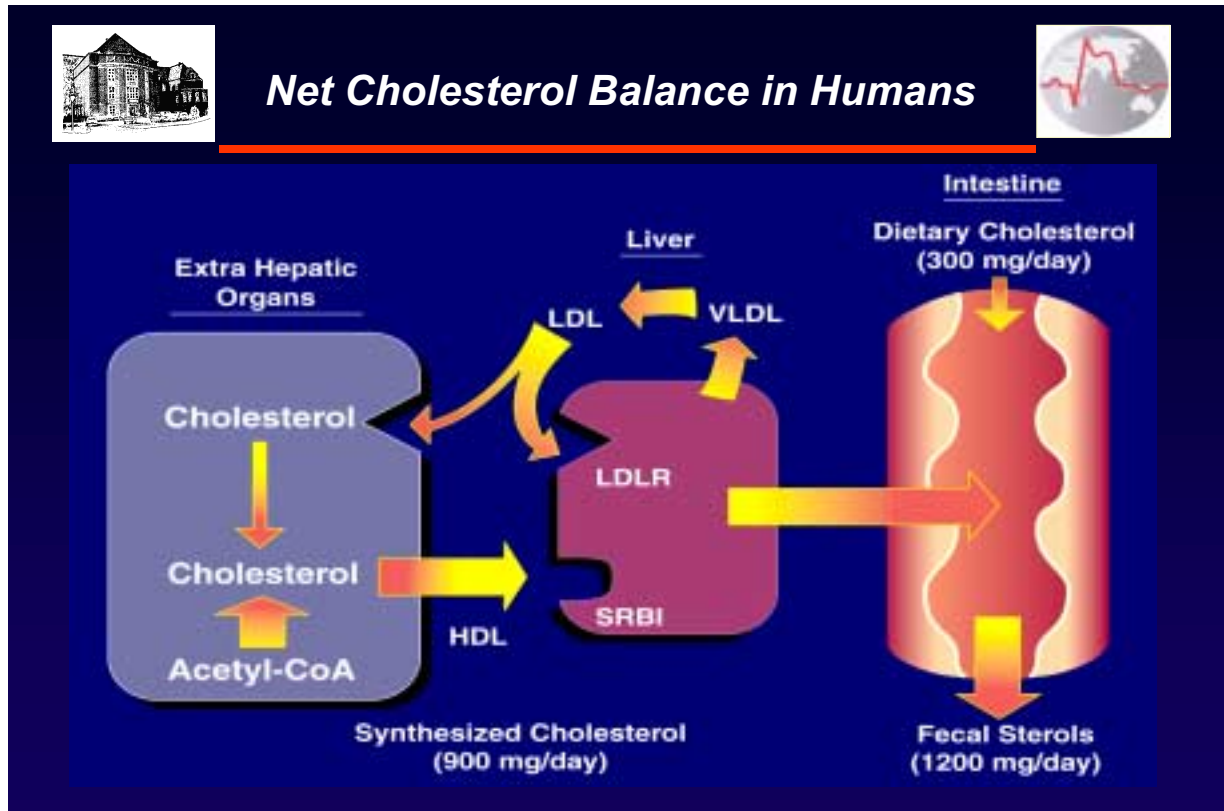 Net Cholesterol Balance in Humans
Intestine
Dietary Cholesterol
(300 mg/day)
Liver
Extra Hepatic
Organs
LDL
VLDL
Cholesterol
LDLR
Cholesterol
SRBI
HDL
Acetyl-CoA
Synthesized Cholesterol
(900 mg/day)
Fecal Sterols
(1200 mg/day)